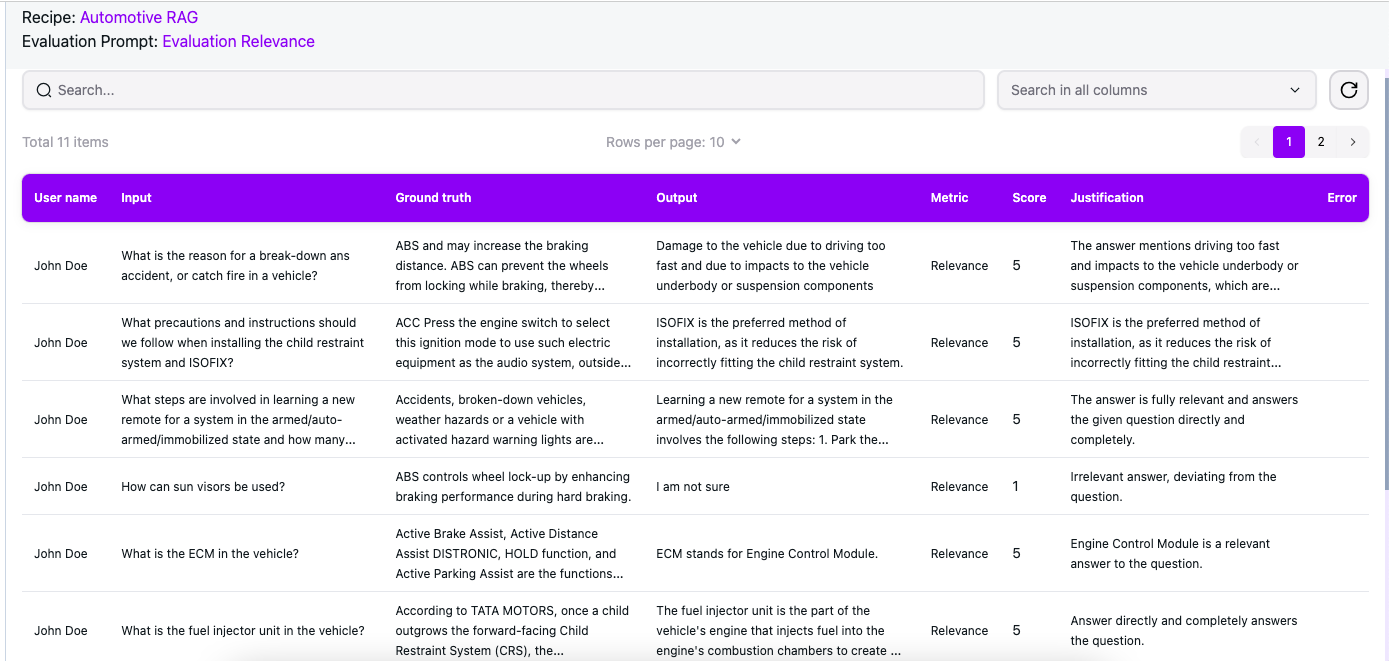 Recipe: Automotive RAG
Evaluation Prompt: Evaluation Relevance
Search...
Search in all columns
Total 11 items
Rows per page: 10
1
2
User name
Input
Ground truth
Output
Metric
Score
Justification
Error
John Doe
What is the reason for a break-down ans
accident, or catch fire in a vehicle?
ABS and may increase the braking
distance. ABS can prevent the wheels
from locking while braking, thereby...
Damage to the vehicle due to driving too
fast and due to impacts to the vehicle
underbody or suspension components
Relevance
5
The answer mentions driving too fast
and impacts to the vehicle underbody or
suspension components, which are...
John Doe
What precautions and instructions should
we follow when installing the child restraint
system and ISOFIX?
ACC Press the engine switch to select
this ignition mode to use such electric
equipment as the audio system, outside...
ISOFIX is the preferred method of
installation, as it reduces the risk of
incorrectly fitting the child restraint system.
Relevance
5
ISOFIX is the preferred method of
installation, as it reduces the risk of
incorrectly fitting the child restraint...
John Doe
What steps are involved in learning a new
remote for a system in the armed/auto-
armed/immobilized state and how many...
Accidents, broken-down vehicles,
weather hazards or a vehicle with
activated hazard warning lights are...
Learning a new remote for a system in the
armed/auto-armed/immobilized state
involves the following steps: 1. Park the...
Relevance
5
The answer is fully relevant and answers
the given question directly and
completely.
John Doe
How can sun visors be used?
ABS controls wheel lock-up by enhancing
braking performance during hard braking.
I am not sure
Relevance
1
Irrelevant answer, deviating from the
question.
John Doe
What is the ECM in the vehicle?
Active Brake Assist, Active Distance
Assist DISTRONIC, HOLD function, and
Active Parking Assist are the functions...
ECM stands for Engine Control Module.
Relevance
5
Engine Control Module is a relevant
answer to the question.
John Doe
What is the fuel injector unit in the vehicle?
According to TATA MOTORS, once a child
outgrows the forward-facing Child
Restraint System (CRS), the...
The fuel injector unit is the part of the
vehicle's engine that injects fuel into the
engine's combustion chambers to create ...
Relevance
5
Answer directly and completely answers
the question.